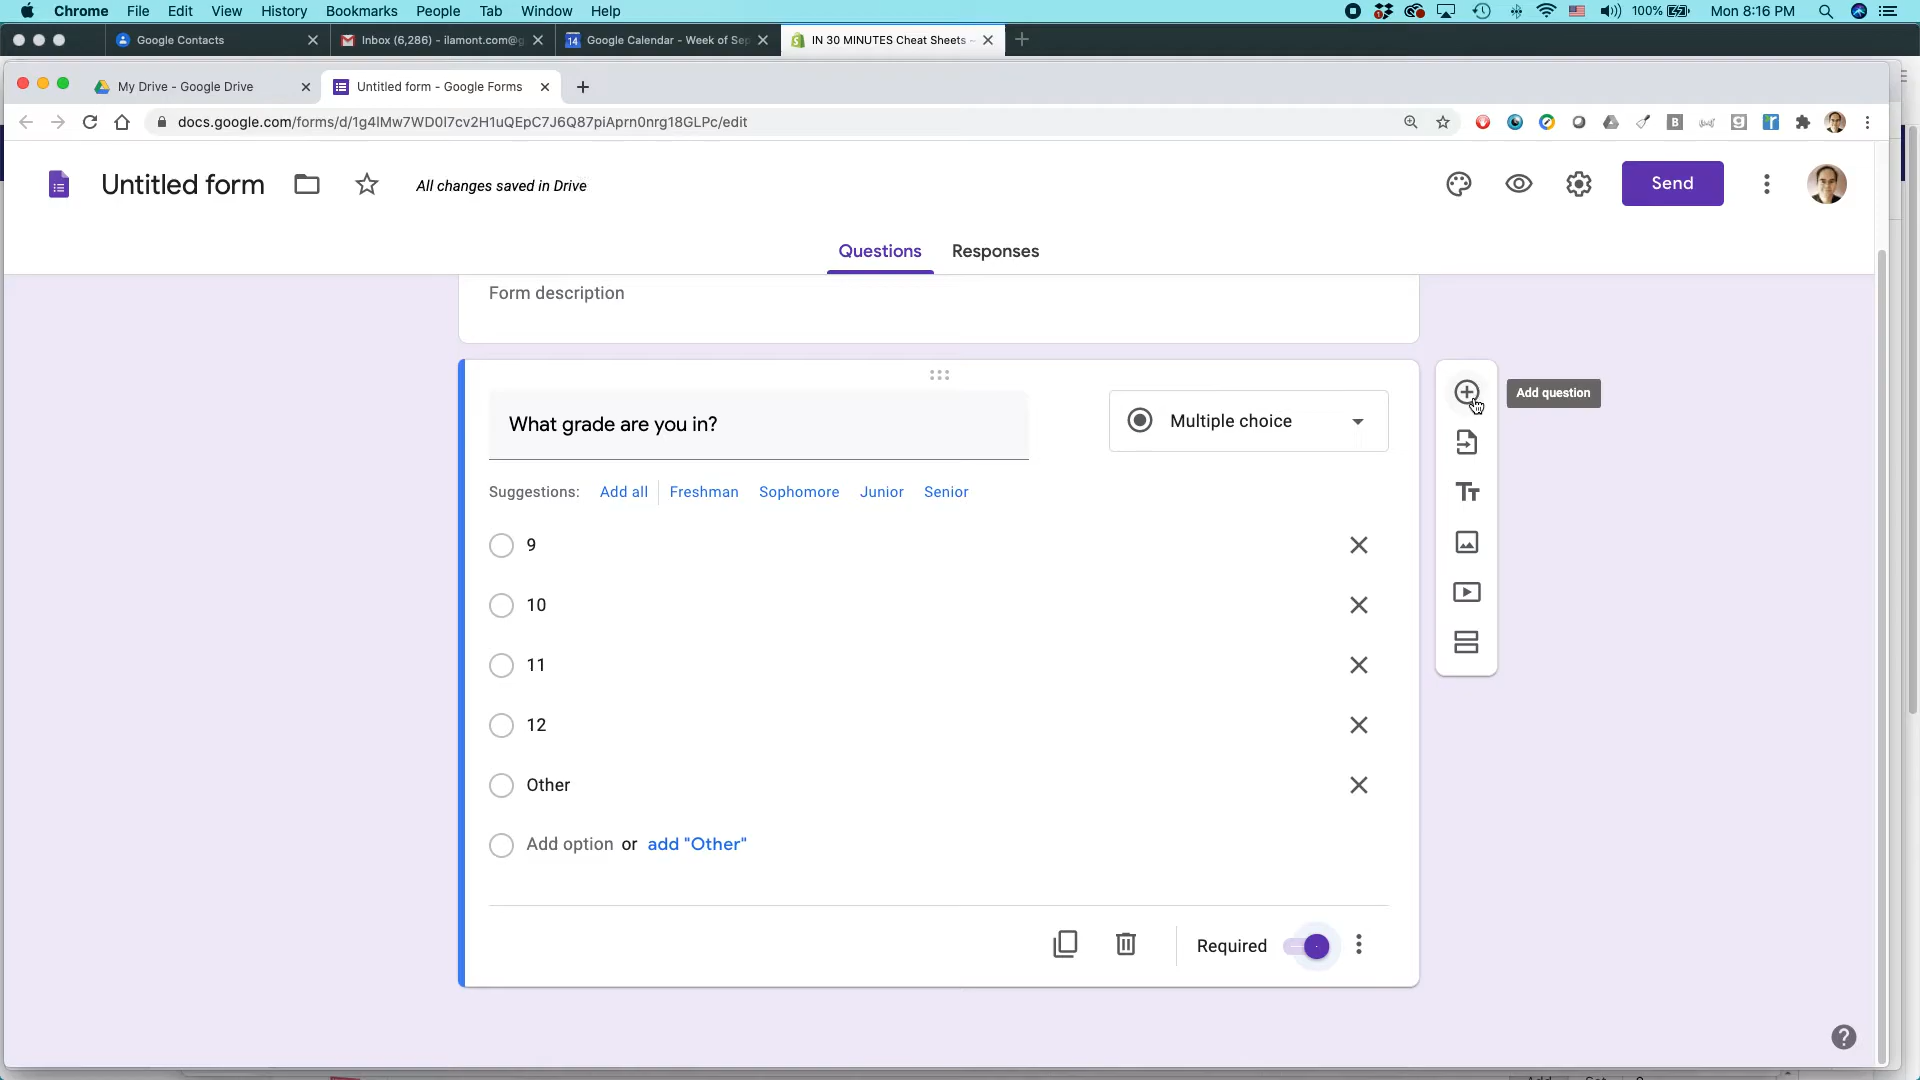 Chrome File Edit View History Bookmarks People Tab Window Help 100% Mon 8:16 PM
Google Contacts Inbox (6,286) - ilamont.com@g 14 Google Calendar - Week of Sep IN 30 MINUTES Cheat Sheets -
My Drive - Google Drive Untitled form - Google Forms
docs.google.com/forms/d/1g4IMw7WD0I7cv2H1uQEpC7J6Q87piAprn0nrg18GLPc/edit
Untitled form All changes saved in Drive Send
Questions Responses
Form description
What grade are you in? Multiple choice Add question
Suggestions: Add all Freshman Sophomore Junior Senior
9
10
11
12
Other
Add option or add "Other"
Required